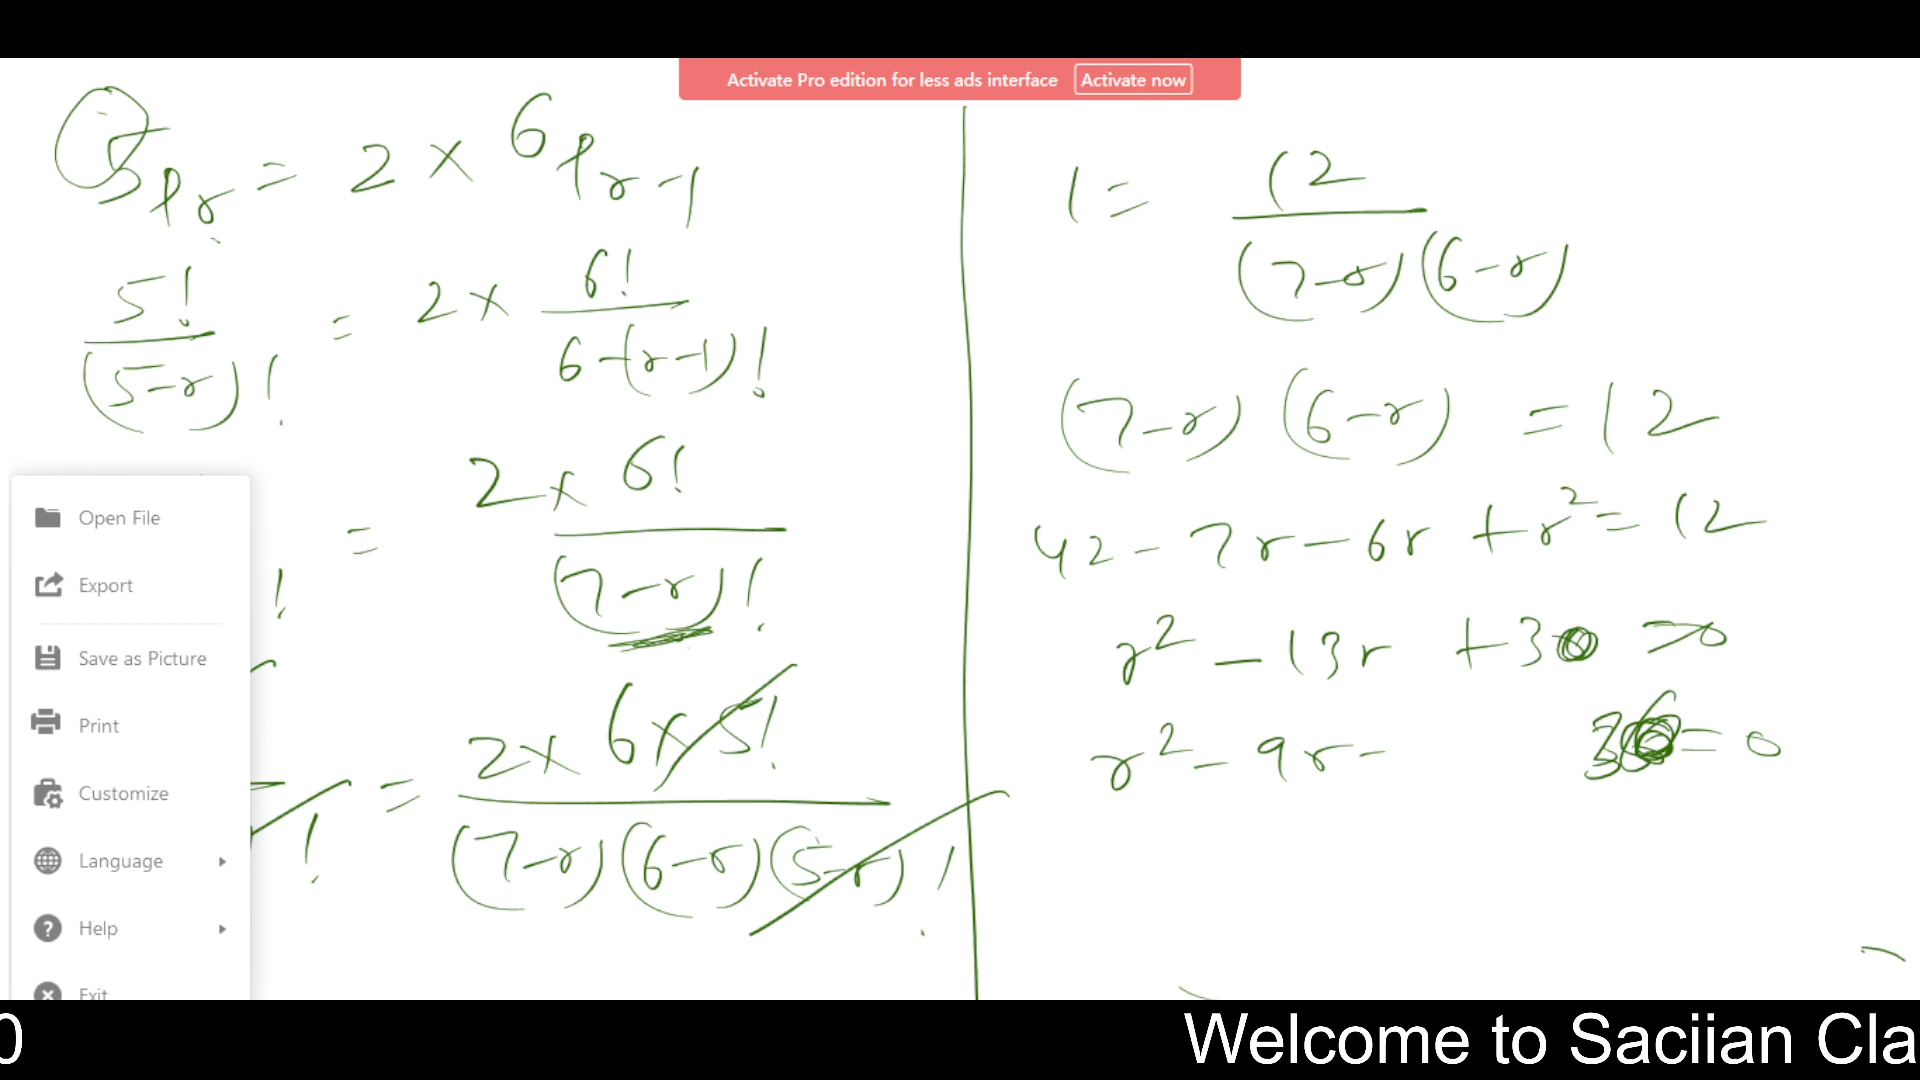 Activate Pro edition for less ads interface Activate now
5Pr = 2 × 6Pr-1
5!/(5-r)! = 2 × 6!/6-(r-1)!
= 2 × 6!/(7-r)!
!
= 2 × 6 × 5!/(7-r)(6-r)(5-r)!
!
1 = 12/(7-r)(6-r)
(7-r) (6-r) = 12
42 - 7r - 6r + r² = 12
r² - 13r + 30 = 0
r² - 9r - = 0
Open File
Export
Save as Picture
Print
Customize
Language
Help
Exit
0 Welcome to Saciian Cla